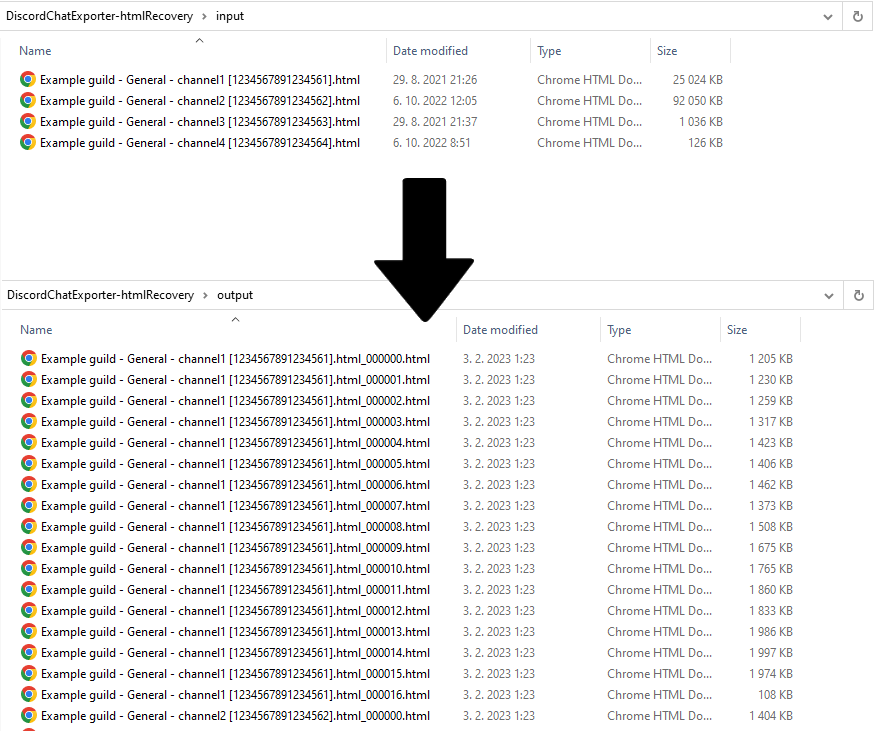 DiscordChatExporter-htmlRecovery > input
Name Date modified Type Size
Example guild - General - channel1 [1234567891234561].html 29. 8. 2021 21:26 Chrome HTML Do... 25 024 KB
Example guild - General - channel2 [1234567891234562].html 6. 10. 2022 12:05 Chrome HTML Do... 92 050 KB
Example guild - General - channel3 [1234567891234563].html 29. 8. 2021 21:37 Chrome HTML Do... 1 036 KB
Example guild - General - channel4 [1234567891234564].html 6. 10. 2022 8:51 Chrome HTML Do... 126 KB
DiscordChatExporter-htmlRecovery > output
Name Date modified Type Size
Example guild - General - channel1 [1234567891234561].html_000000.html 3. 2. 2023 1:23 Chrome HTML Do... 1 205 KB
Example guild - General - channel1 [1234567891234561].html_000001.html 3. 2. 2023 1:23 Chrome HTML Do... 1 230 KB
Example guild - General - channel1 [1234567891234561].html_000002.html 3. 2. 2023 1:23 Chrome HTML Do... 1 259 KB
Example guild - General - channel1 [1234567891234561].html_000003.html 3. 2. 2023 1:23 Chrome HTML Do... 1 317 KB
Example guild - General - channel1 [1234567891234561].html_000004.html 3. 2. 2023 1:23 Chrome HTML Do... 1 423 KB
Example guild - General - channel1 [1234567891234561].html_000005.html 3. 2. 2023 1:23 Chrome HTML Do... 1 406 KB
Example guild - General - channel1 [1234567891234561].html_000006.html 3. 2. 2023 1:23 Chrome HTML Do... 1 462 KB
Example guild - General - channel1 [1234567891234561].html_000007.html 3. 2. 2023 1:23 Chrome HTML Do... 1 373 KB
Example guild - General - channel1 [1234567891234561].html_000008.html 3. 2. 2023 1:23 Chrome HTML Do... 1 508 KB
Example guild - General - channel1 [1234567891234561].html_000009.html 3. 2. 2023 1:23 Chrome HTML Do... 1 675 KB
Example guild - General - channel1 [1234567891234561].html_000010.html 3. 2. 2023 1:23 Chrome HTML Do... 1 765 KB
Example guild - General - channel1 [1234567891234561].html_000011.html 3. 2. 2023 1:23 Chrome HTML Do... 1 860 KB
Example guild - General - channel1 [1234567891234561].html_000012.html 3. 2. 2023 1:23 Chrome HTML Do... 1 833 KB
Example guild - General - channel1 [1234567891234561].html_000013.html 3. 2. 2023 1:23 Chrome HTML Do... 1 986 KB
Example guild - General - channel1 [1234567891234561].html_000014.html 3. 2. 2023 1:23 Chrome HTML Do... 1 997 KB
Example guild - General - channel1 [1234567891234561].html_000015.html 3. 2. 2023 1:23 Chrome HTML Do... 1 974 KB
Example guild - General - channel1 [1234567891234561].html_000016.html 3. 2. 2023 1:23 Chrome HTML Do... 108 KB
Example guild - General - channel2 [1234567891234562].html_000000.html 3. 2. 2023 1:23 Chrome HTML Do... 1 404 KB